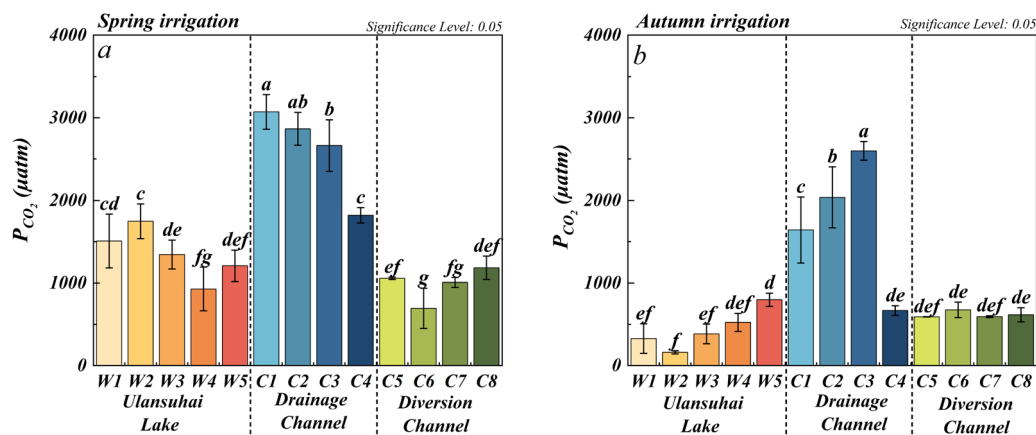 Spring irrigation
Significance Level: 0.05
a
P_CO2 (μatm)
4000
3000
2000
1000
0
cd
c
de
fg
def
a
ab
b
c
ef
g
fg
def
W1 W2 W3 W4 W5 C1 C2 C3 C4 C5 C6 C7 C8
Ulansuhai Lake
Drainage Channel
Diversion Channel
Autumn irrigation
Significance Level: 0.05
b
P_CO2 (μatm)
4000
3000
2000
1000
0
ef
f
ef
def
d
c
b
a
de
def
de
def
de
W1 W2 W3 W4 W5 C1 C2 C3 C4 C5 C6 C7 C8
Ulansuhai Lake
Drainage Channel
Diversion Channel